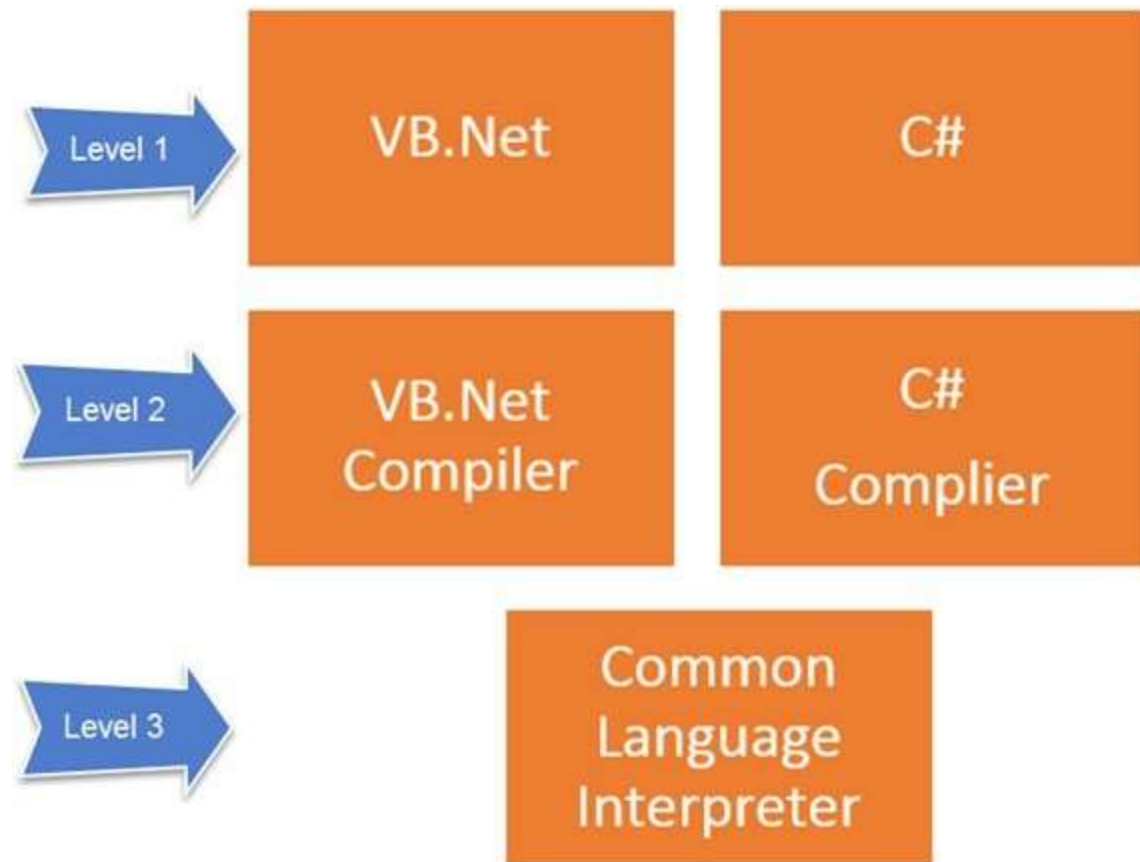 Level 1
VB.Net
C#
Level 2
VB.Net
Compiler
C#
Complier
Level 3
Common
Language
Interpreter